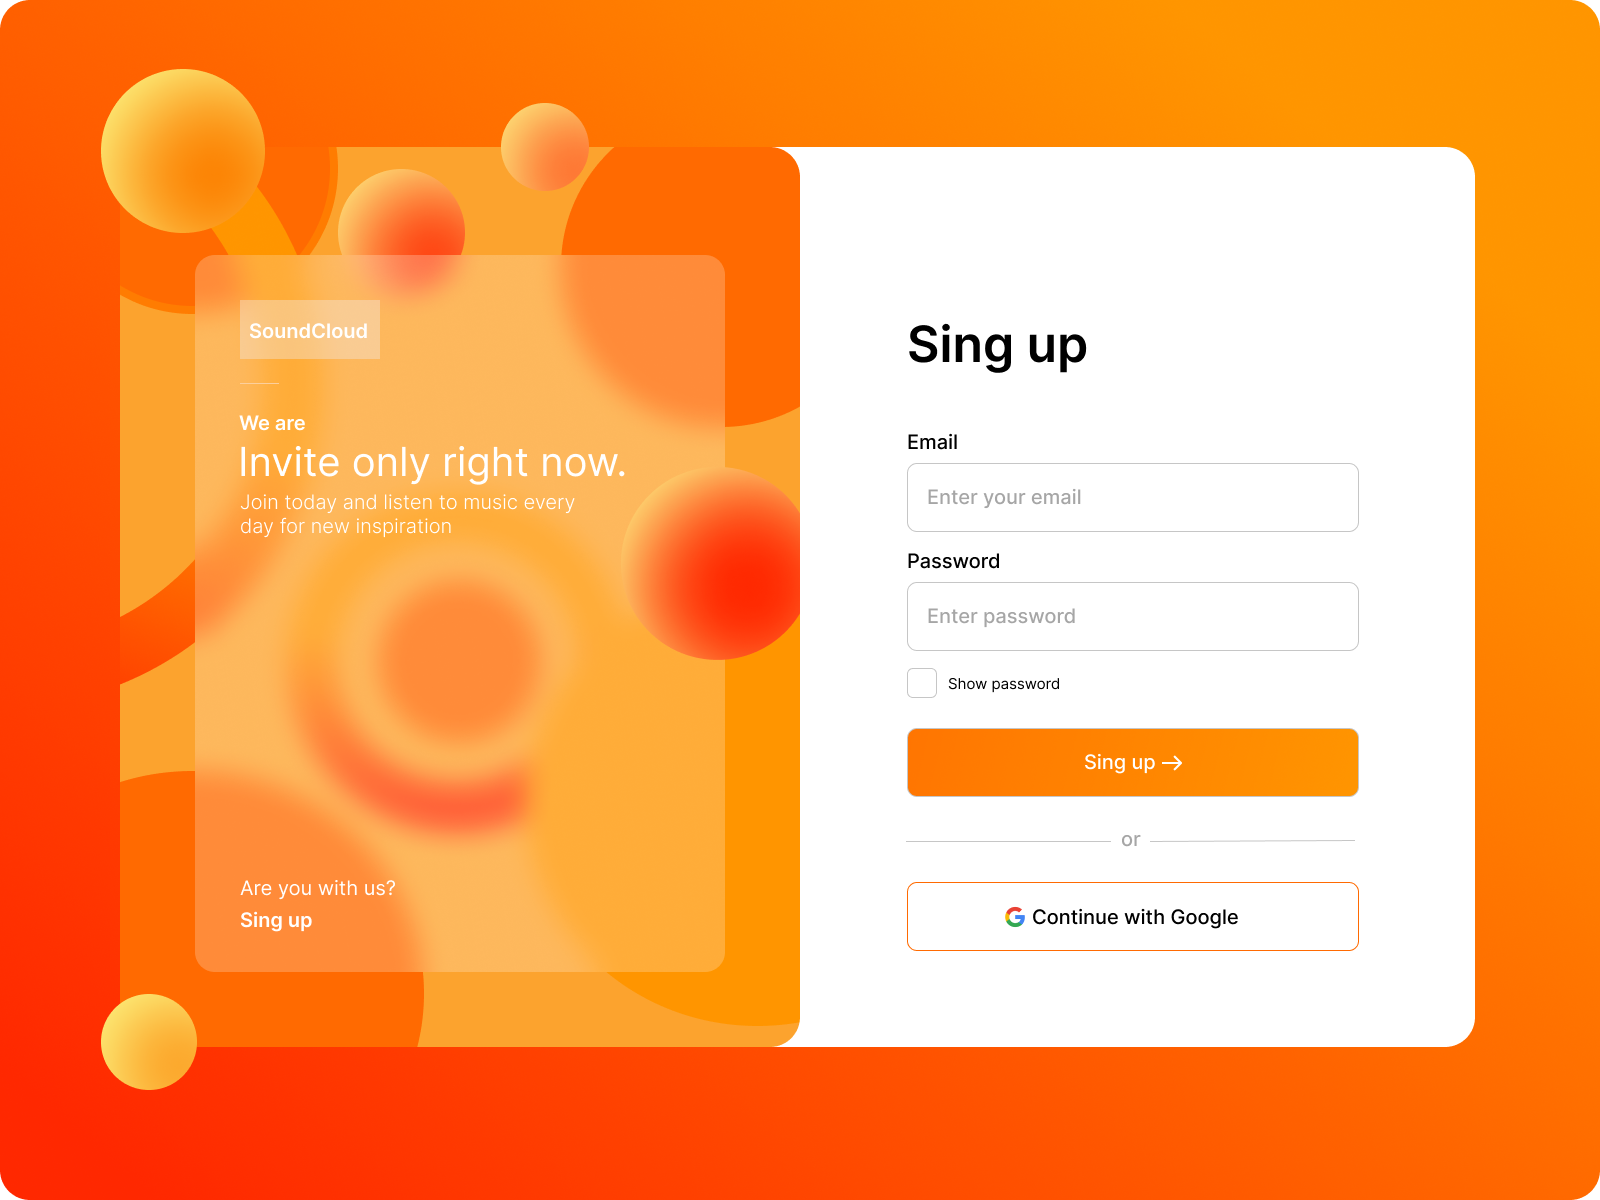 SoundCloud
We are
Invite only right now.
Join today and listen to music every
day for new inspiration
Are you with us?
Sing up
Sing up
Email
Enter your email
Password
Enter password
Show password
Sing up →
or
Continue with Google